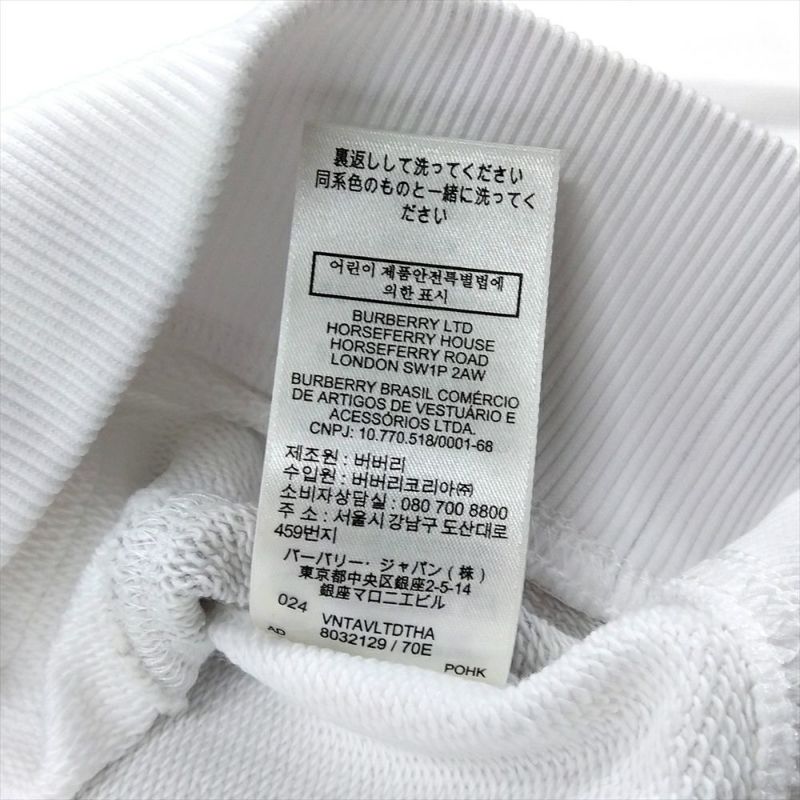 裏返しして洗ってください
同系色のものと一緒に洗ってく
ださい
어린이 제품안전특별법에
의한 표시
BURBERRY LTD
HORSEFERRY HOUSE
HORSEFERRY ROAD
LONDON SW1P 2AW
BURBERRY BRASIL COMÉRCIO
DE ARTIGOS DE VESTUÁRIO E
ACESSÓRIOS LTDA.
CNPJ: 10.770.518/0001-68
제조원 : 버버리
수입원 : 버버리코리아㈜
소비자상담실 : 080 700 8800
주 소 : 서울시 강남구 도산대로
459번지
バーバリー・ジャパン(株)
東京都中央区銀座2-5-14
銀座マロニエビル
024 VNTAVLTDTHA
AD 8032129 / 70E
POHK